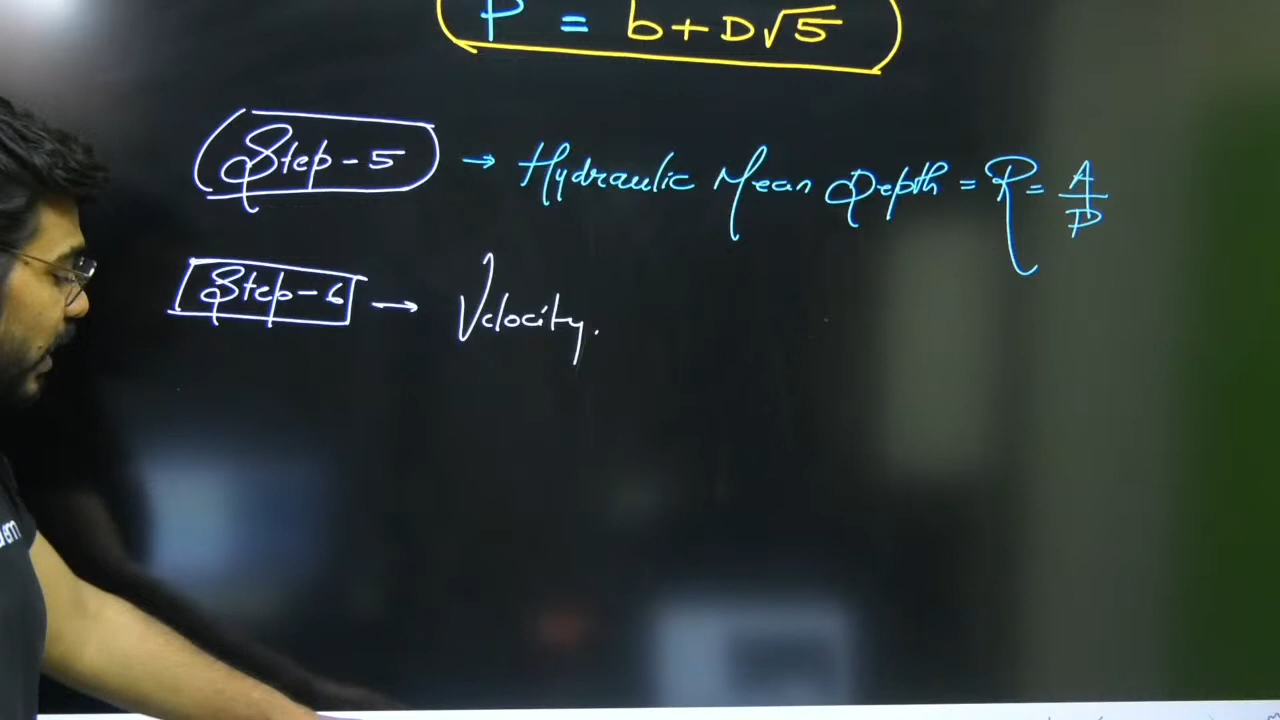 P = b+D√5
Step-5 → Hydraulic Mean Depth = R = A/P
Step-6 → Velocity.